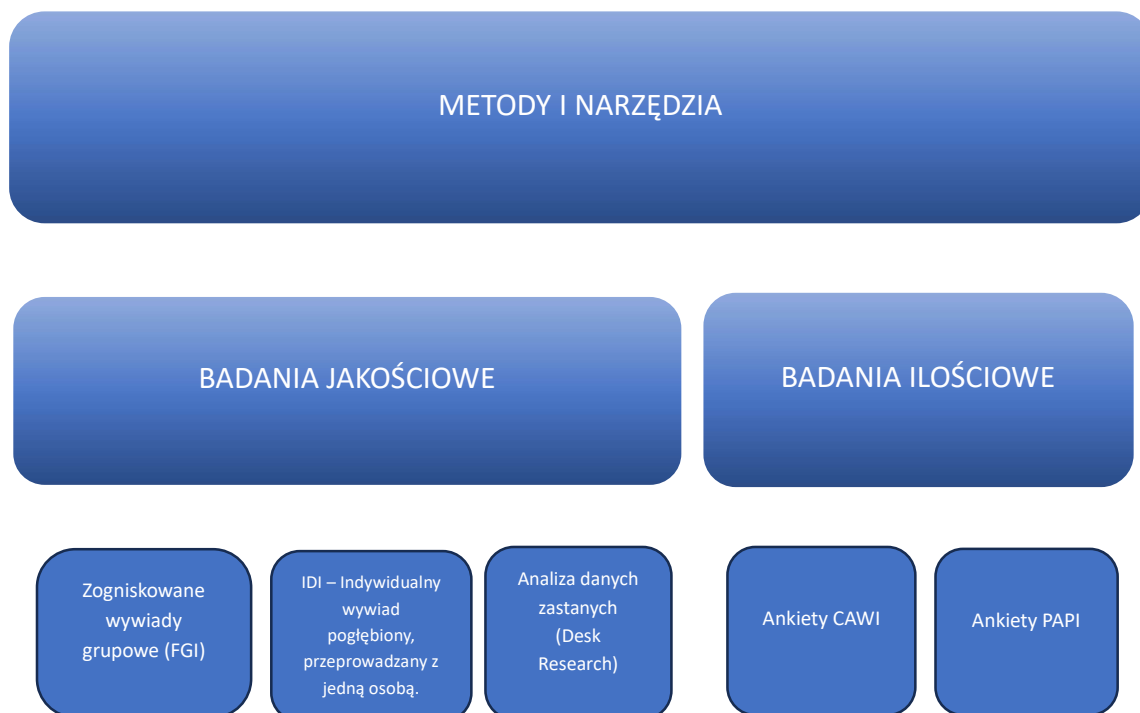 METODY I NARZĘDZIA
BADANIA JAKOŚCIOWE
BADANIA ILOŚCIOWE
Zogniskowane
wywiady
grupowe (FGI)
IDI – Indywidualny
wywiad
pogłębiony,
przeprowadzany z
jedną osobą.
Analiza danych
zastanych
(Desk
Research)
Ankiety CAWI
Ankiety PAPI